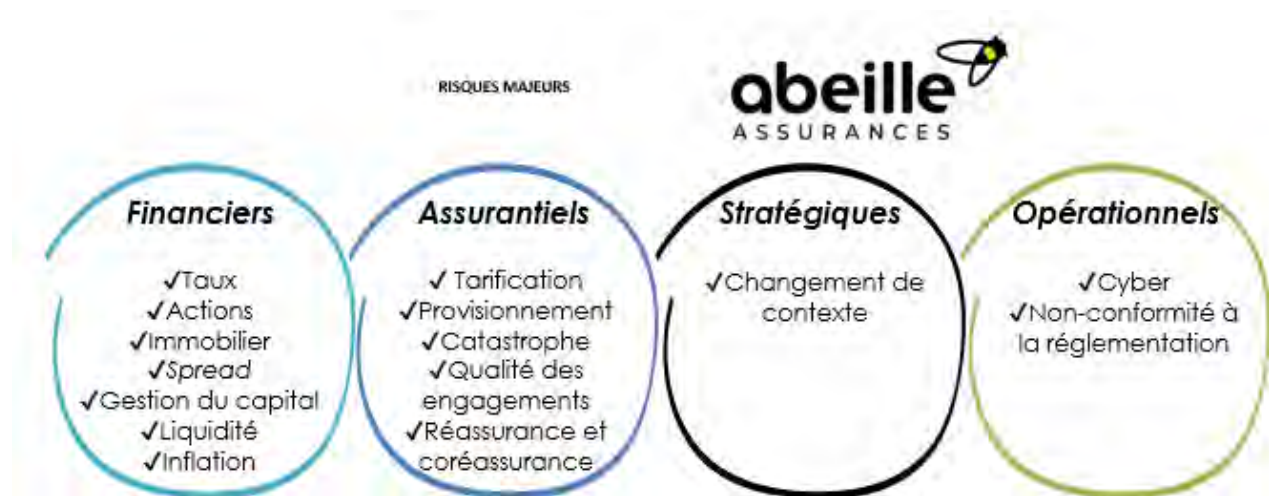 RISQUES MAJEURS
abeille
ASSURANCES
Financiers
✓Taux
✓Actions
✓Immobilier
✓Spread
✓Gestion du capital
✓Liquidité
✓Inflation
Assurantiels
✓ Tarification
✓Provisionnement
✓Catastrophe
✓Qualité des
engagements
✓Réassurance et
coréassurance
Stratégiques
✓Changement de
contexte
Opérationnels
✓Cyber
✓Non-conformité à
la réglementation